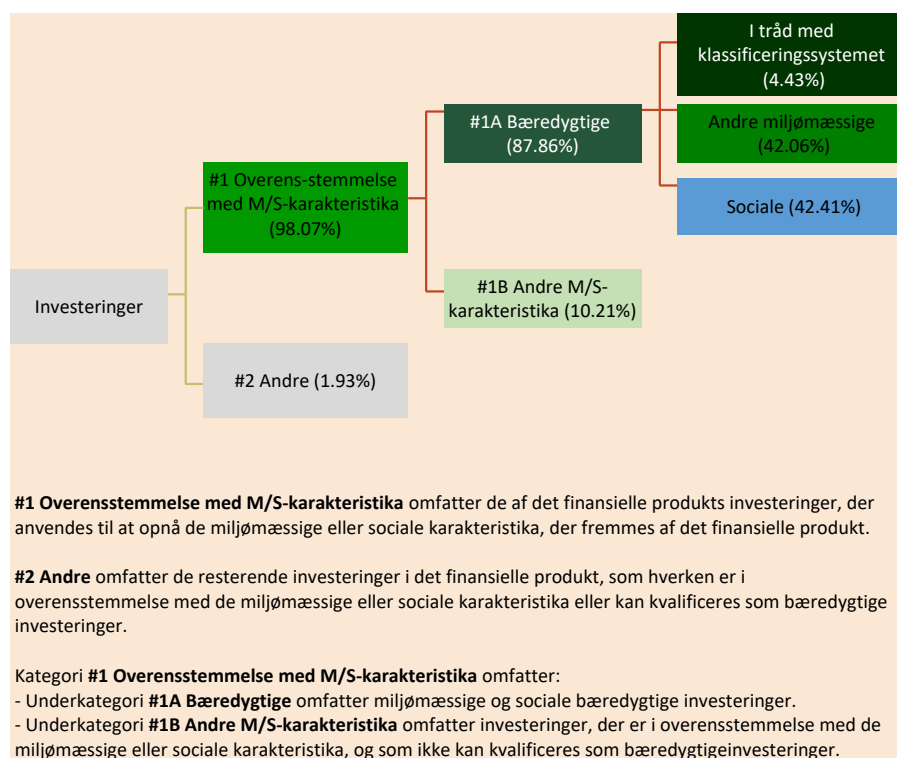 I tråd med
klassificeringssystemet
(4.43%)
#1A Bæredygtige
(87.86%)
Andre miljømæssige
(42.06%)
#1 Overens-stemmelse
med M/S-karakteristika
(98.07%)
Sociale (42.41%)
Investeringer
#1B Andre M/S-
karakteristika (10.21%)
#2 Andre (1.93%)
#1 Overensstemmelse med M/S-karakteristika omfatter de af det finansielle produkts investeringer, der
anvendes til at opnå de miljømæssige eller sociale karakteristika, der fremmes af det finansielle produkt.
#2 Andre omfatter de resterende investeringer i det finansielle produkt, som hverken er i
overensstemmelse med de miljømæssige eller sociale karakteristika eller kan kvalificeres som bæredygtige
investeringer.
Kategori #1 Overensstemmelse med M/S-karakteristika omfatter:
- Underkategori #1A Bæredygtige omfatter miljømæssige og sociale bæredygtige investeringer.
- Underkategori #1B Andre M/S-karakteristika omfatter investeringer, der er i overensstemmelse med de
miljømæssige eller sociale karakteristika, og som ikke kan kvalificeres som bæredygtigeinvesteringer.